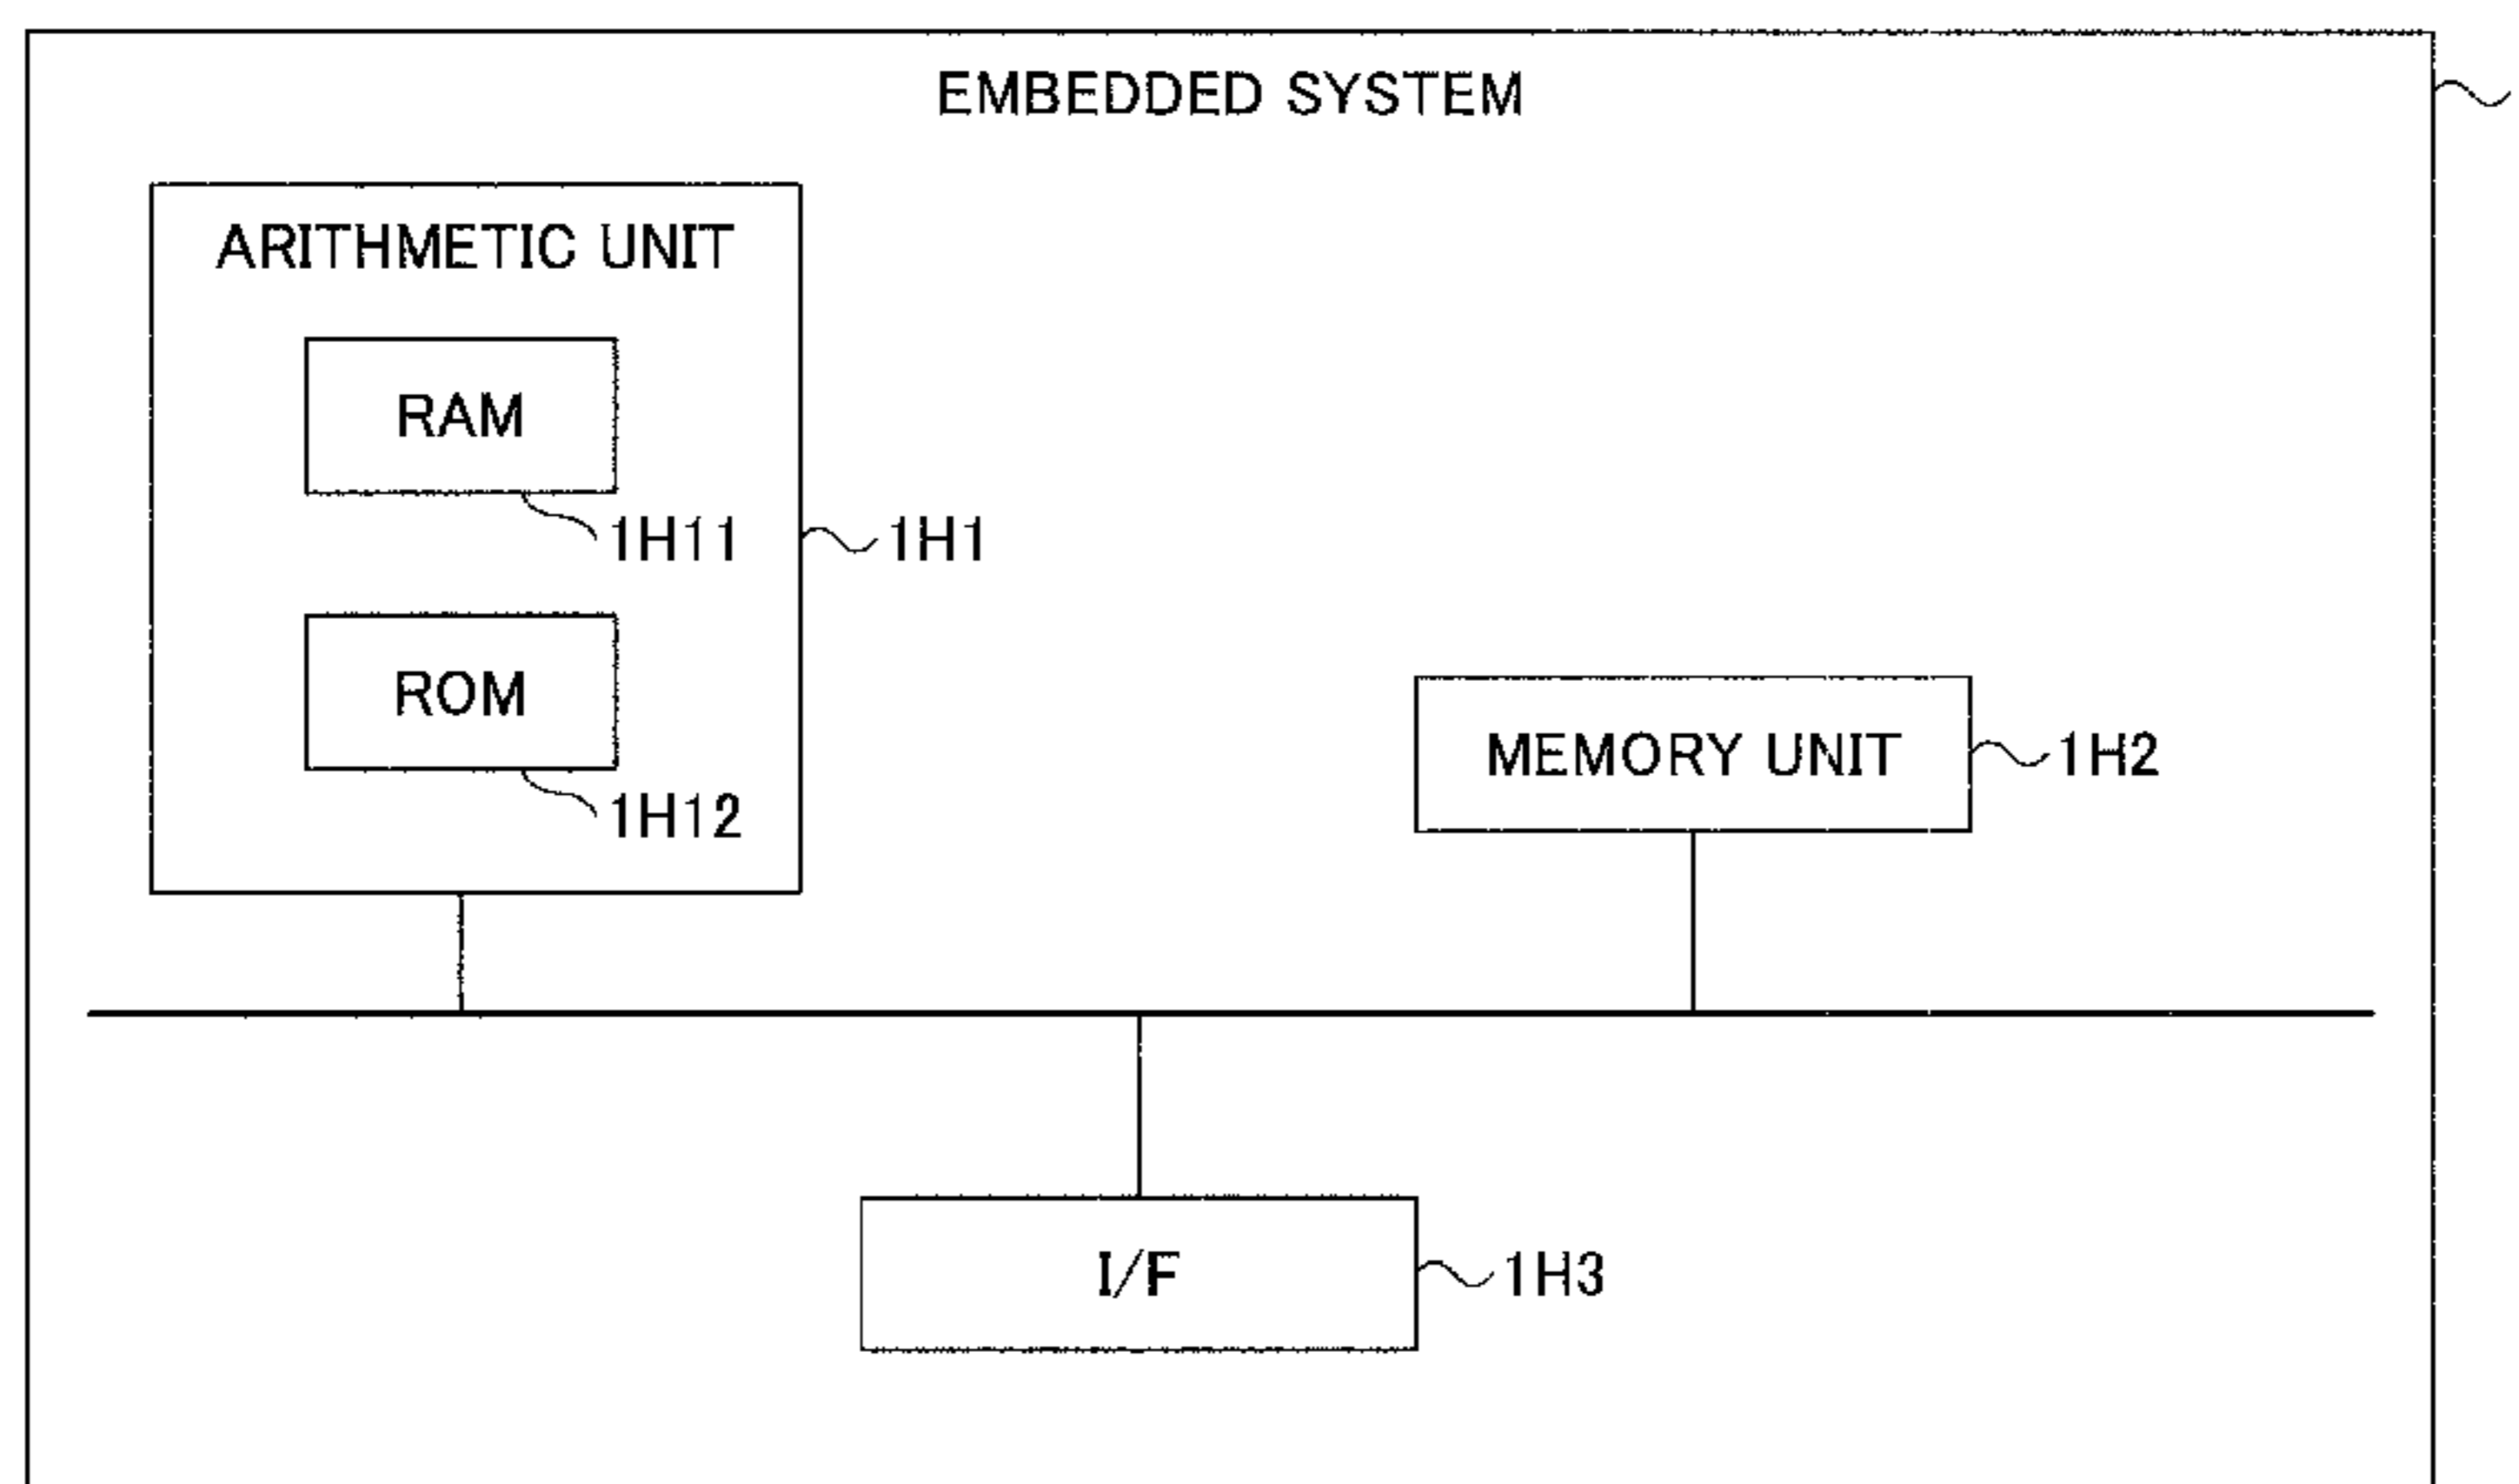 EMBEDDED SYSTEM
ARITHMETIC UNIT
RAM
1H11
1H1
ROM
MEMORY UNIT
1H2
1H12
I/F
1H3